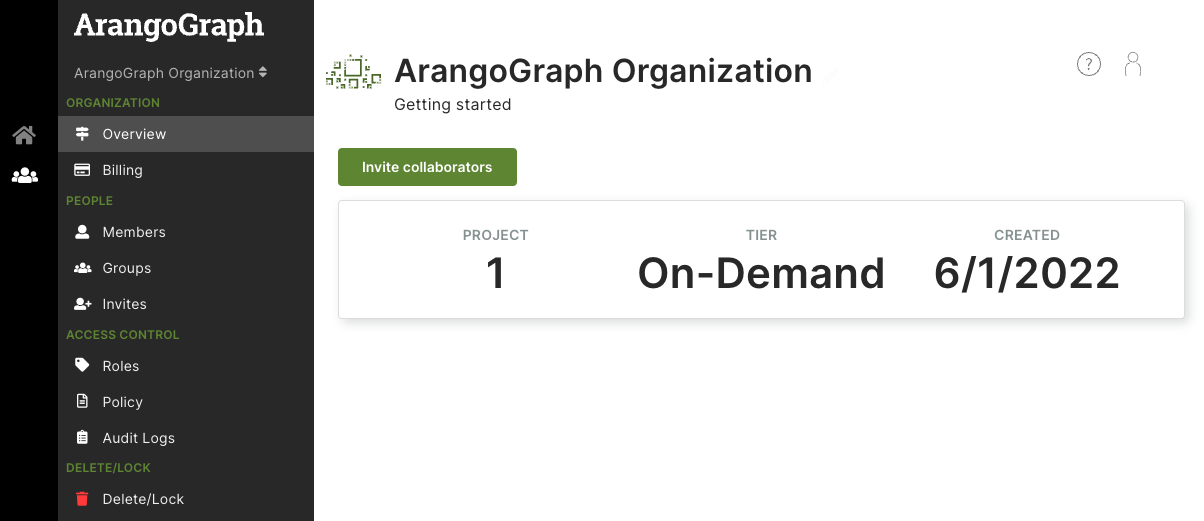 ArangoGraph
ArangoGraph Organization
ORGANIZATION
Overview
Billing
PEOPLE
Members
Groups
Invites
ACCESS CONTROL
Roles
Policy
Audit Logs
DELETE/LOCK
Delete/Lock
ArangoGraph Organization
Getting started
?
Invite collaborators
PROJECT TIER CREATED
1 On-Demand 6/1/2022